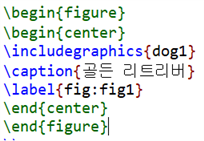 \begin{figure}
\begin{center}
\includegraphics{dog1}
\caption{골든 리트리버}
\label{fig:fig1}
\end{center}
\end{figure}